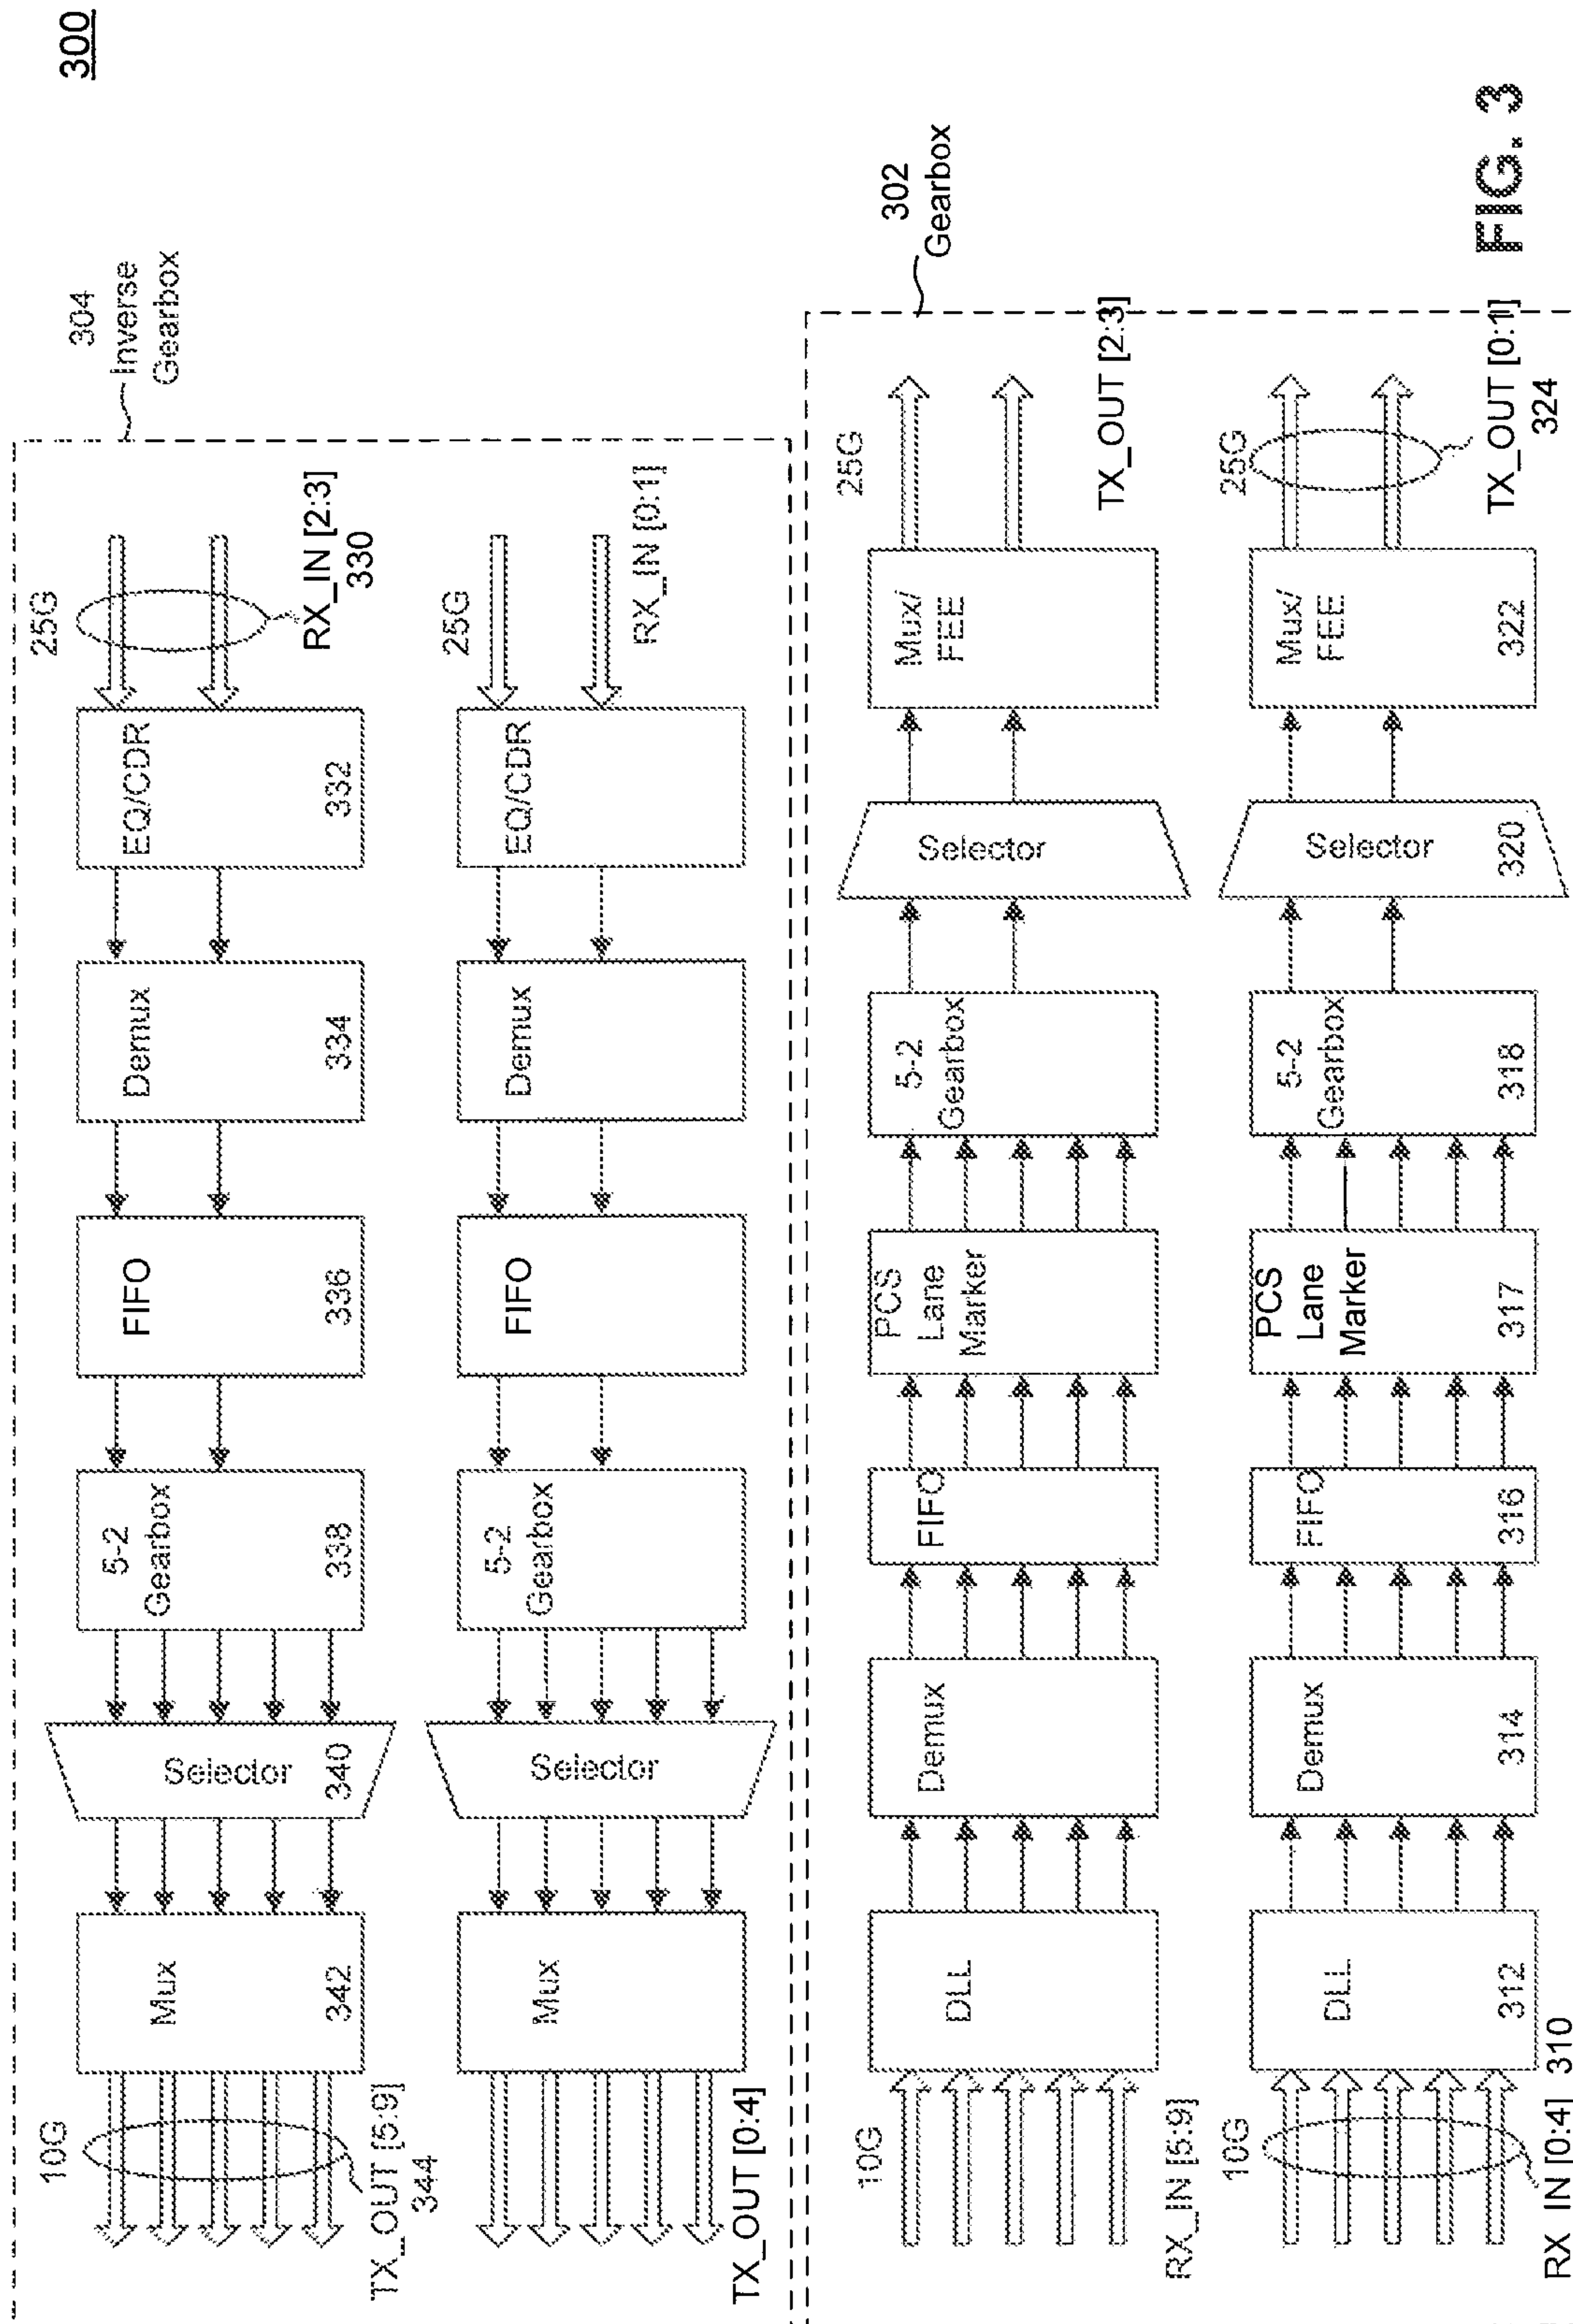 300
304
Inverse
Gearbox
10G
TX_OUT [5:9]
344
Mux
342
Selector
340
5-2
Gearbox
338
FIFO
336
Demux
334
EQ/CDR
332
25G
RX_IN [2:3]
330
TX_OUT [0:4]
Mux
Selector
5-2
Gearbox
FIFO
Demux
EQ/CDR
25G
RX_IN [0:1]
302
Gearbox
10G
RX_IN [5:9]
DLL
Demux
FIFO
PCS
Lane
Marker
5-2
Gearbox
Selector
Mux/
FEE
25G
TX_OUT [2:3]
10G
RX IN [0:4] 310
DLL
312
Demux
314
FIFO
316
PCS
Lane
Marker
317
5-2
Gearbox
318
Selector
320
Mux/
FEE
322
25G
TX_OUT [0:1]
324
FIG. 3